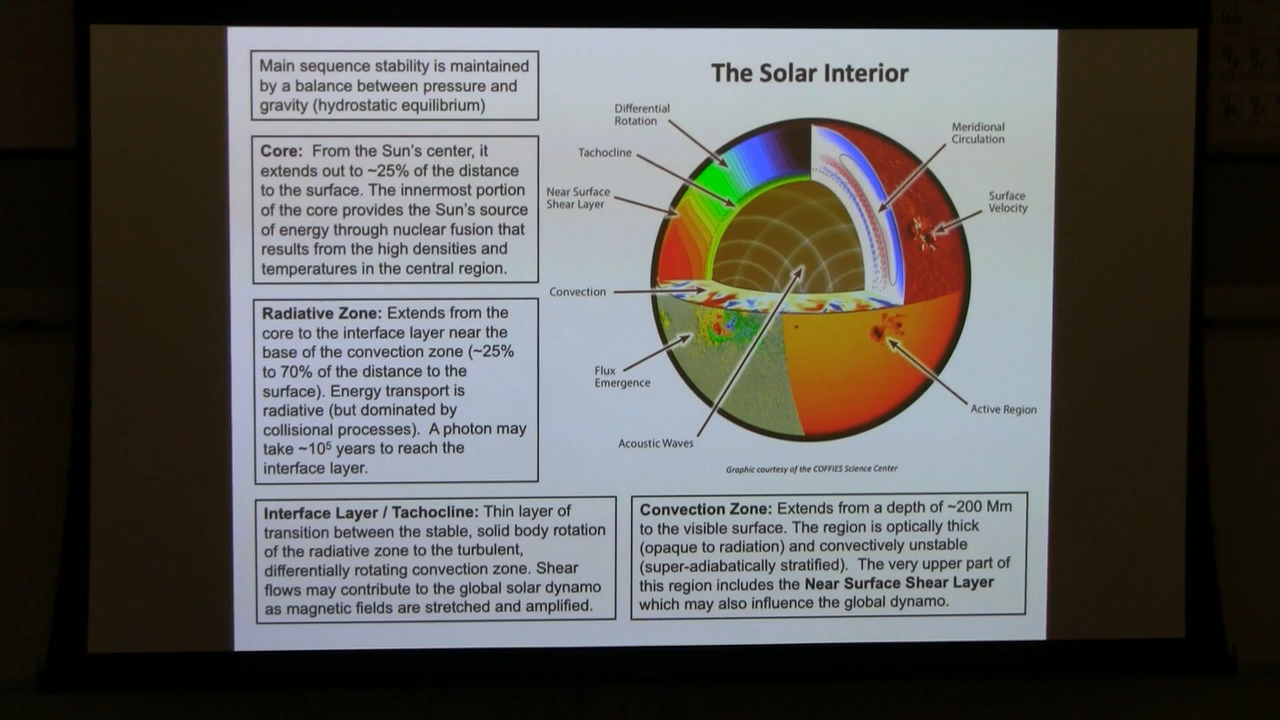 Main sequence stability is maintained
by a balance between pressure and
gravity (hydrostatic equilibrium)
Core: From the Sun's center, it
extends out to ~25% of the distance
to the surface. The innermost portion
of the core provides the Sun's source
of energy through nuclear fusion that
results from the high densities and
temperatures in the central region.
Radiative Zone: Extends from the
core to the interface layer near the
base of the convection zone (~25%
to 70% of the distance to the
surface). Energy transport is
radiative (but dominated by
collisional processes). A photon may
take ~10⁵ years to reach the
interface layer.
The Solar Interior
Differential
Rotation
Tachocline
Near Surface
Shear Layer
Convection
Flux
Emergence
Acoustic Waves
Meridional
Circulation
Surface
Velocity
Active Region
Graphic courtesy of the COFFIES Science Center
Interface Layer / Tachocline: Thin layer of
transition between the stable, solid body rotation
of the radiative zone to the turbulent,
differentially rotating convection zone. Shear
flows may contribute to the global solar dynamo
as magnetic fields are stretched and amplified.
Convection Zone: Extends from a depth of ~200 Mm
to the visible surface. The region is optically thick
(opaque to radiation) and convectively unstable
(super-adiabatically stratified). The very upper part of
this region includes the Near Surface Shear Layer
which may also influence the global dynamo.